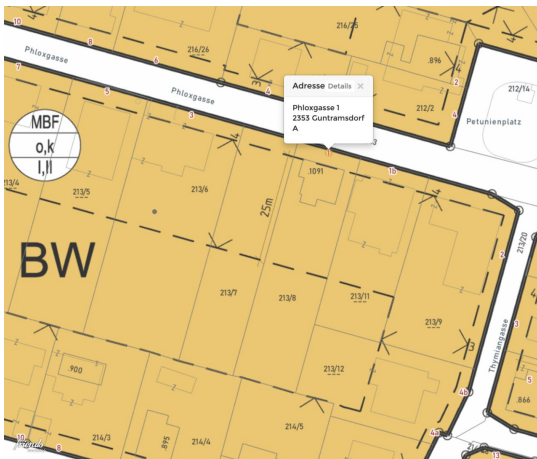 10
8
6
4
2
216/26
216/25
.896
212/2
212/14
Phloxgasse
Phloxgasse
Petunienplatz
Adresse Details ×
Phloxgasse 1
2353 Guntramsdorf
A
7
5
3
1b
4
MBF
o,k
I,II
213/4
213/5
213/6
.1091
25m
BW
213/7
213/8
213/11
213/9
213/12
213/20
2
3
Thymiangasse
5
.866
4b
4a
.900
10
8
214/3
.895
214/4
214/5
13